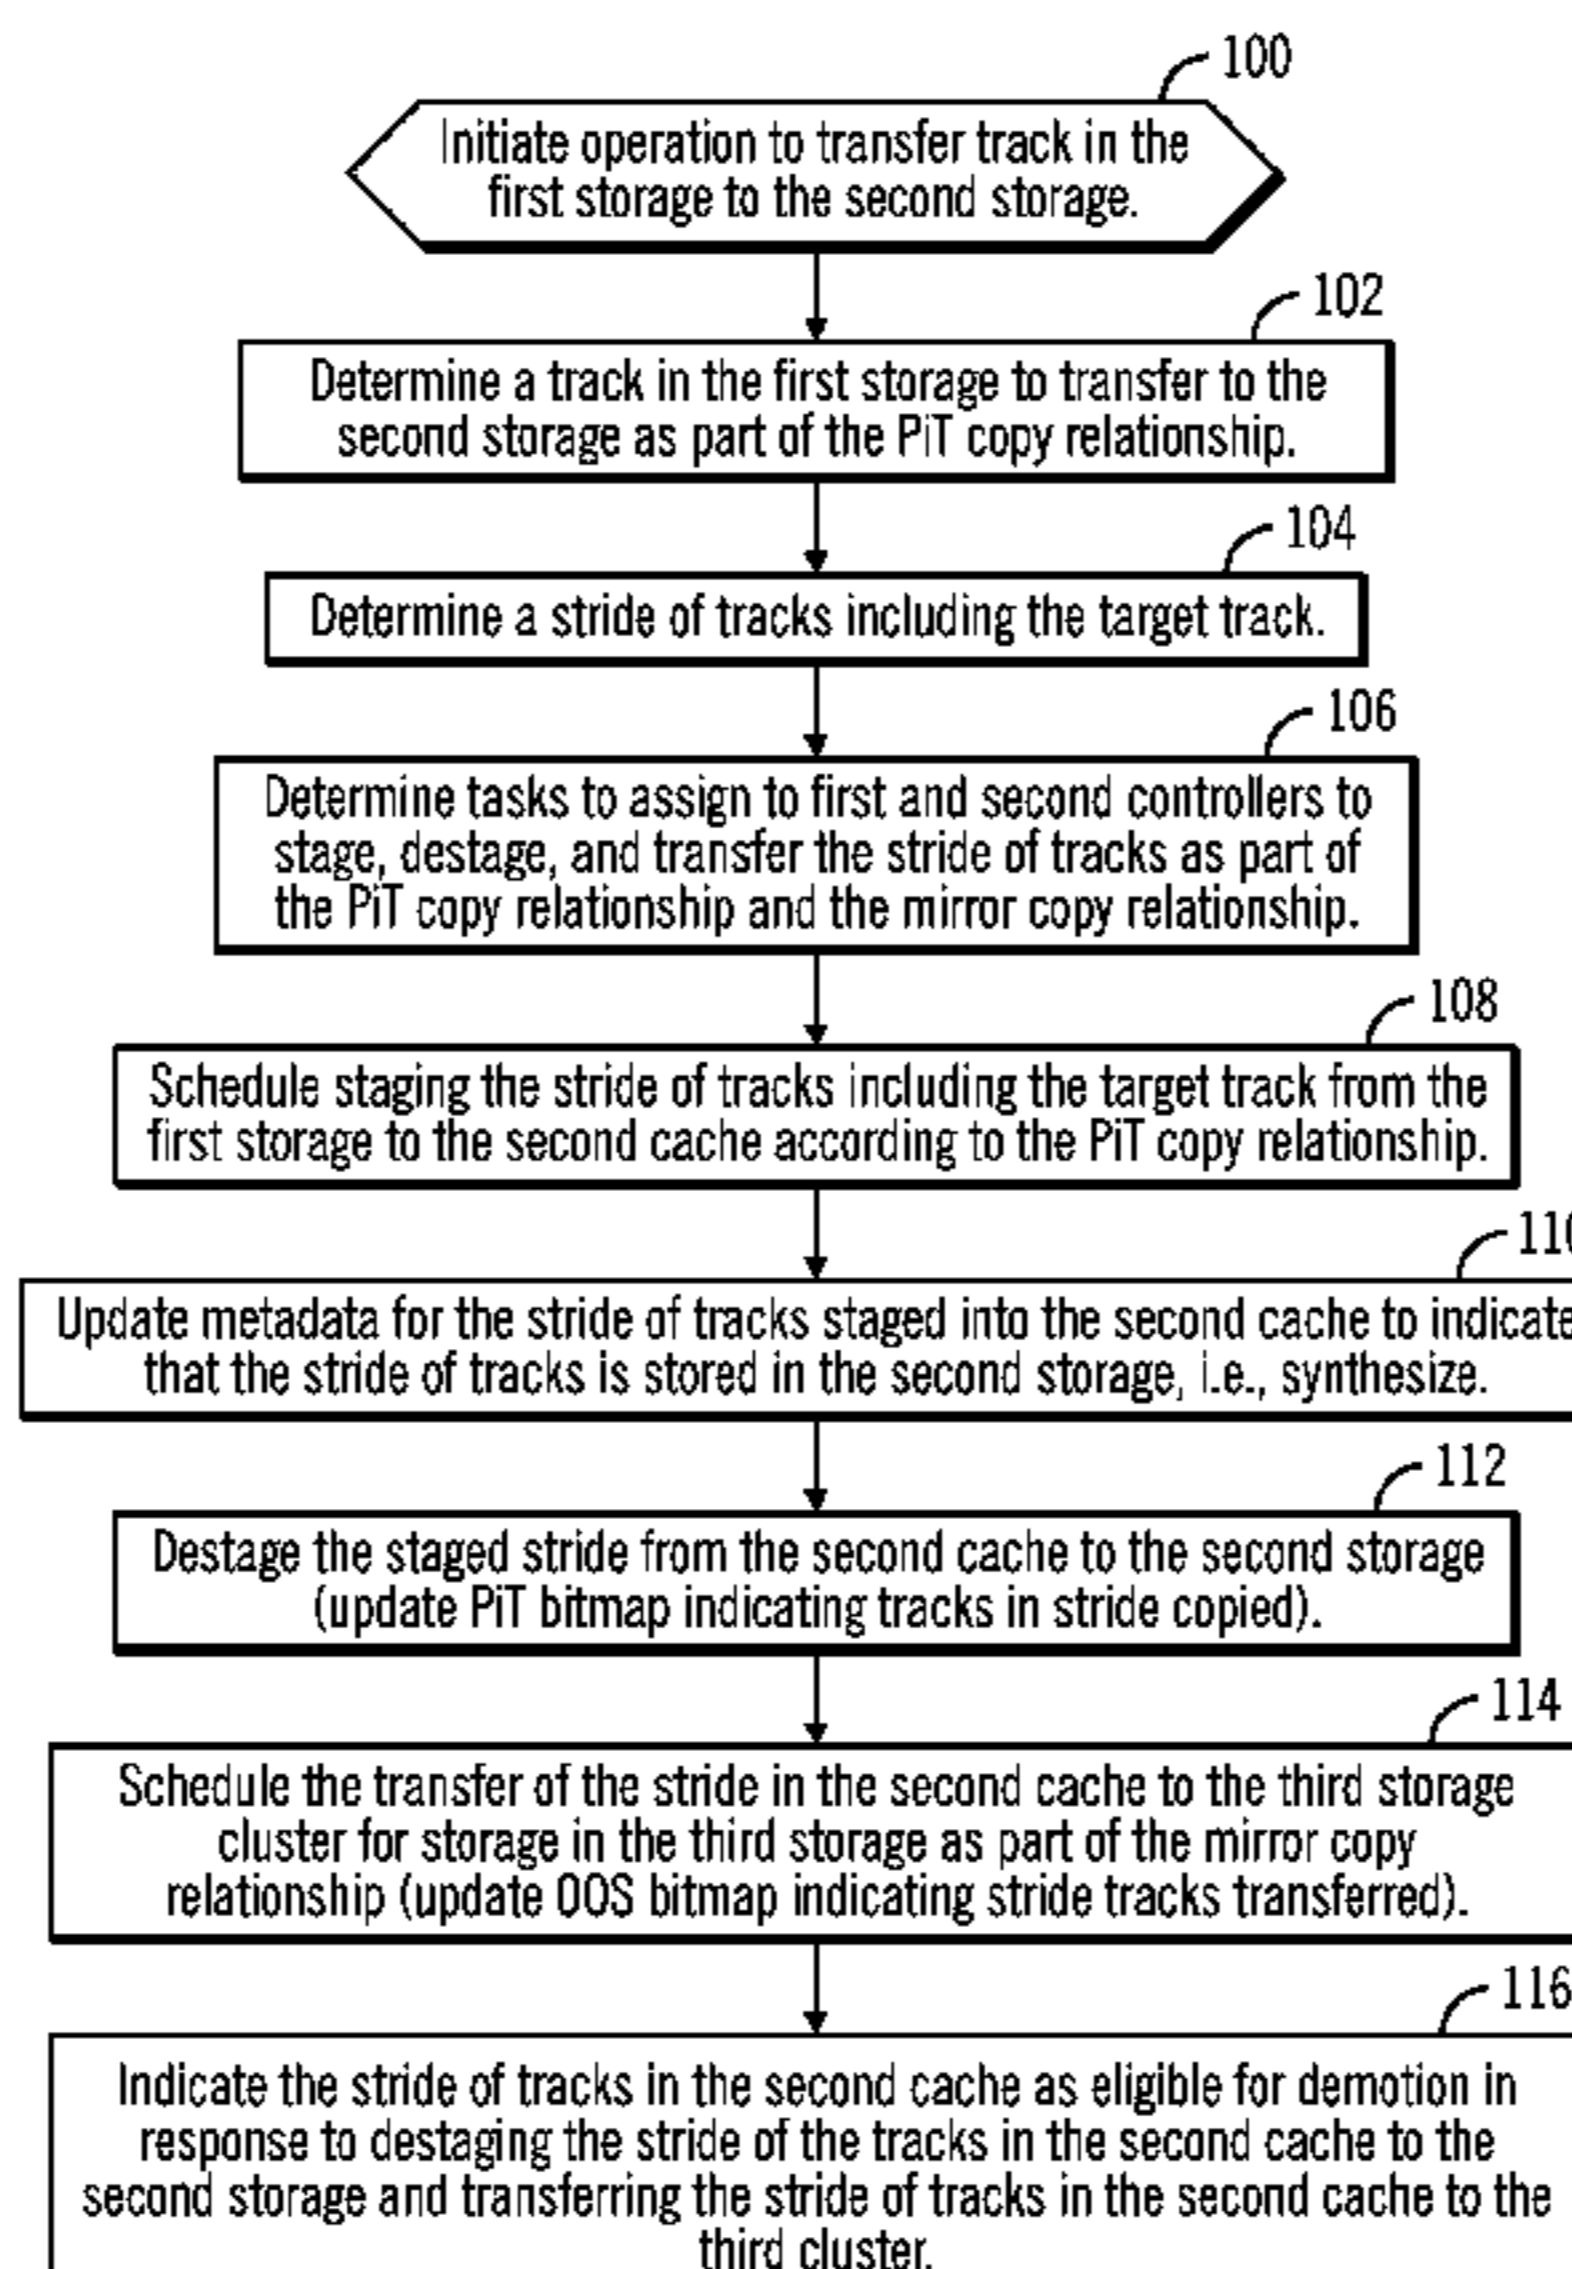 100
Initiate operation to transfer track in the
first storage to the second storage.
102
Determine a track in the first storage to transfer to the
second storage as part of the PiT copy relationship.
104
Determine a stride of tracks including the target track.
106
Determine tasks to assign to first and second controllers to
stage, destage, and transfer the stride of tracks as part of
the PiT copy relationship and the mirror copy relationship.
108
Schedule staging the stride of tracks including the target track from the
first storage to the second cache according to the PiT copy relationship.
110
Update metadata for the stride of tracks staged into the second cache to indicate
that the stride of tracks is stored in the second storage, i.e., synthesize.
112
Destage the staged stride from the second cache to the second storage
(update PiT bitmap indicating tracks in stride copied).
114
Schedule the transfer of the stride in the second cache to the third storage
cluster for storage in the third storage as part of the mirror copy
relationship (update OOS bitmap indicating stride tracks transferred).
116
Indicate the stride of tracks in the second cache as eligible for demotion in
response to destaging the stride of the tracks in the second cache to the
second storage and transferring the stride of tracks in the second cache to the
third cluster.